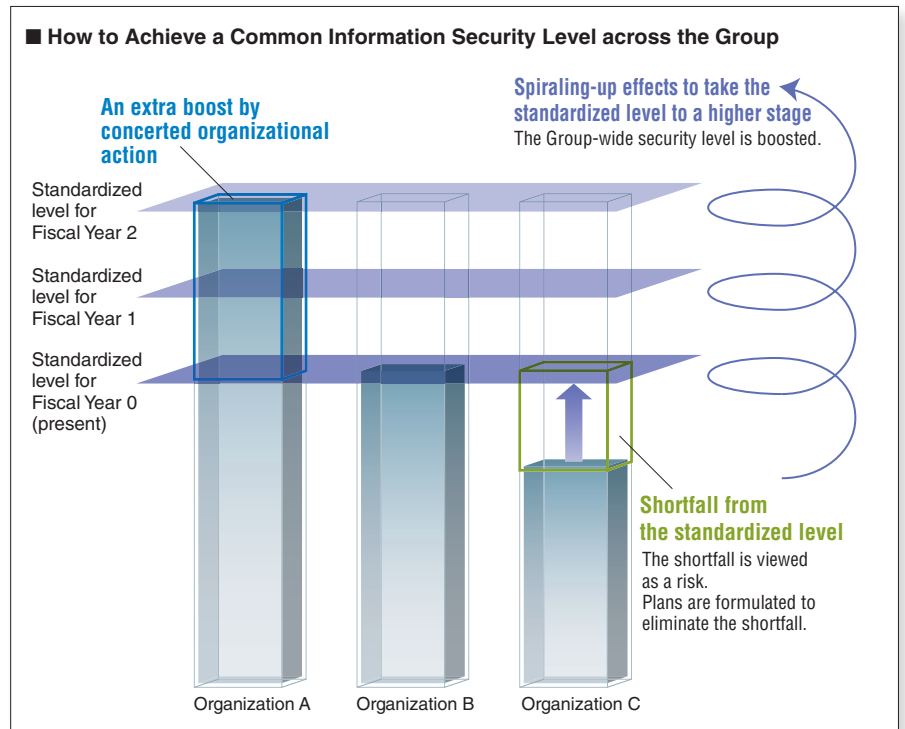 ■ How to Achieve a Common Information Security Level across the Group
An extra boost by
concerted organizational
action
Spiraling-up effects to take the
standardized level to a higher stage
The Group-wide security level is boosted.
Standardized
level for
Fiscal Year 2
Standardized
level for
Fiscal Year 1
Standardized
level for
Fiscal Year 0
(present)
Shortfall from
the standardized level
The shortfall is viewed
as a risk.
Plans are formulated to
eliminate the shortfall.
Organization A
Organization B
Organization C